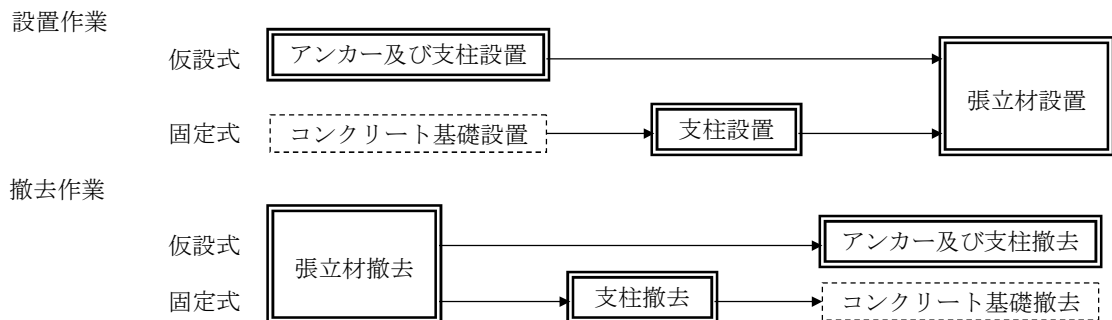 設置作業
仮設式 アンカー及び支柱設置
張立材設置
固定式 コンクリート基礎設置 支柱設置
撤去作業
仮設式 アンカー及び支柱撤去
張立材撤去
固定式 支柱撤去 コンクリート基礎撤去